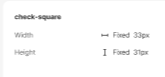 check-square
Width Fixed 33px
Height Fixed 31px